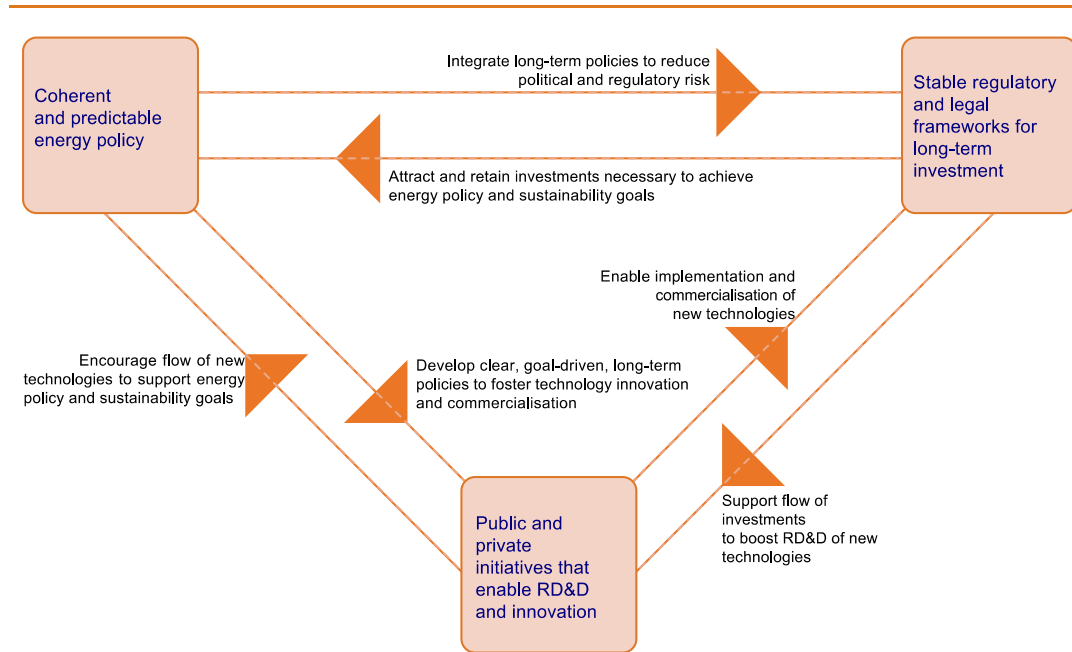 Integrate long-term policies to reduce
political and regulatory risk
Coherent
and predictable
energy policy
Stable regulatory
and legal
frameworks for
long-term
investment
Attract and retain investments necessary to achieve
energy policy and sustainability goals
Enable implementation and
commercialisation of
new technologies
Encourage flow of new
technologies to support energy
policy and sustainability goals
Develop clear, goal-driven, long-term
policies to foster technology innovation
and commercialisation
Support flow of
investments
to boost RD&D of new
technologies
Public and
private
initiatives that
enable RD&D
and innovation